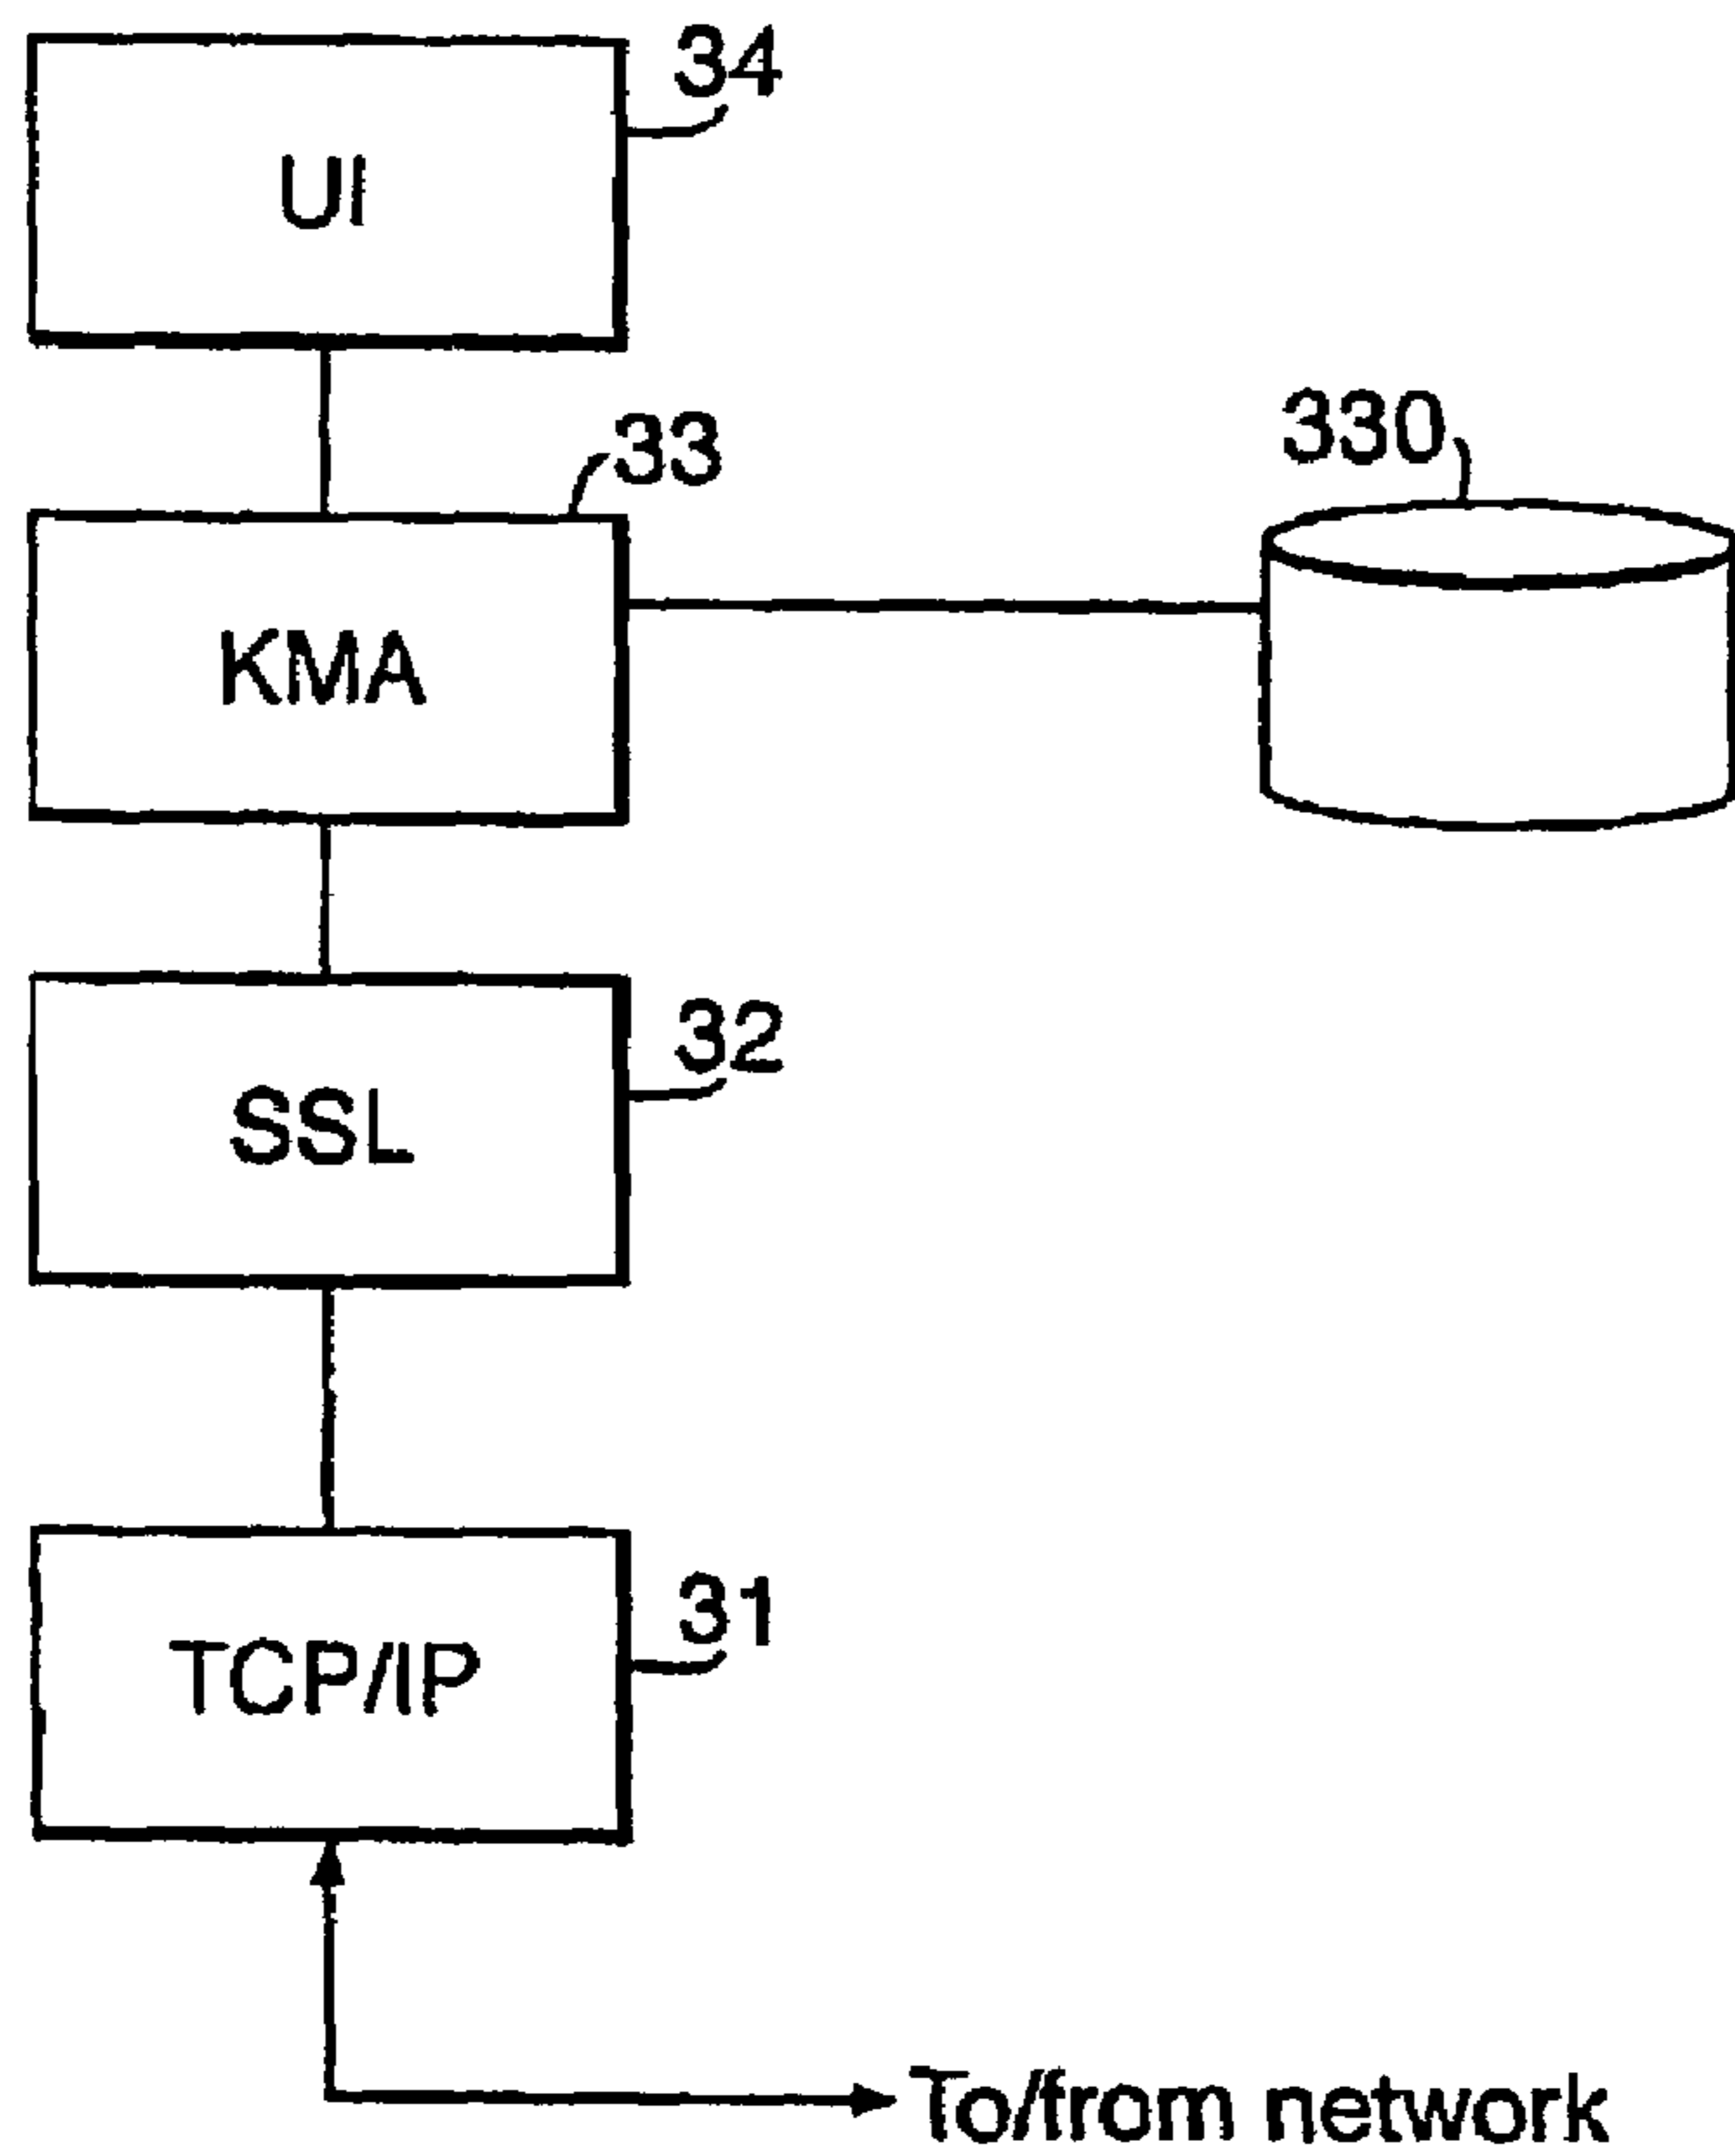 34
UI
33
330
KMA
32
SSL
31
TCP/IP
To/from network